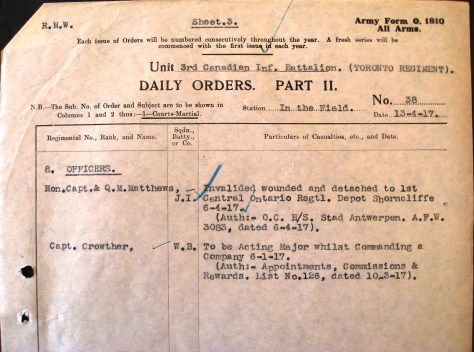 R.H.W. Sheet.3. Army Form O. 1810
All Arms.
Each issue of Orders will be numbered consecutively throughout the year. A fresh series will be
commenced with the first issue in each year.
Unit 3rd Canadian Inf. Battalion. (TORONTO REGIMENT).
DAILY ORDERS. PART II.
No. 38
N.B.—The Sub. No. of Order and Subject are to be shown in
Columns 1 and 2 thus:—1—Courts-Martial.
Station In the Field. Date 13-4-17.
Regimental No., Rank, and Name. Sqdn., Batty., or Co. Particulars of Casualties, etc., and Date.
8. OFFICERS.
Hon.Capt.& Q.M.Matthews, Invalided wounded and detached to 1st
J.I. Central Ontario Regtl. Depot Shorncliffe
6-4-17.
(Auth:- O.C. H/S. Stad Antwerpen. A.F.W.
3083, dated 6-4-17).
Capt. Crowther, W.B. To be Acting Major whilst Commanding a
Company 6-1-17.
(Auth:- Appointments, Commissions &
Rewards. List No.126, dated 10-3-17).